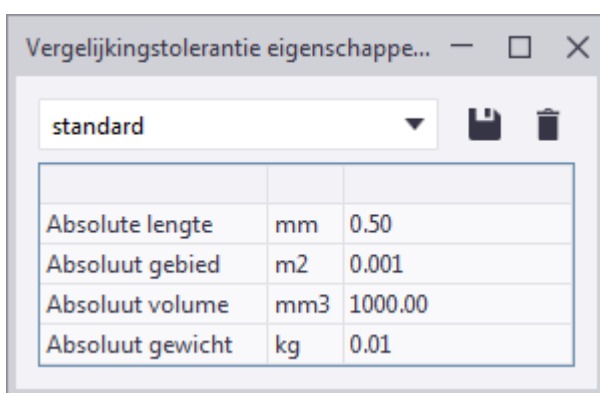 Vergelijkingstolerantie eigenschappe...
standard
Absolute lengte mm 0.50
Absoluut gebied m2 0.001
Absoluut volume mm3 1000.00
Absoluut gewicht kg 0.01